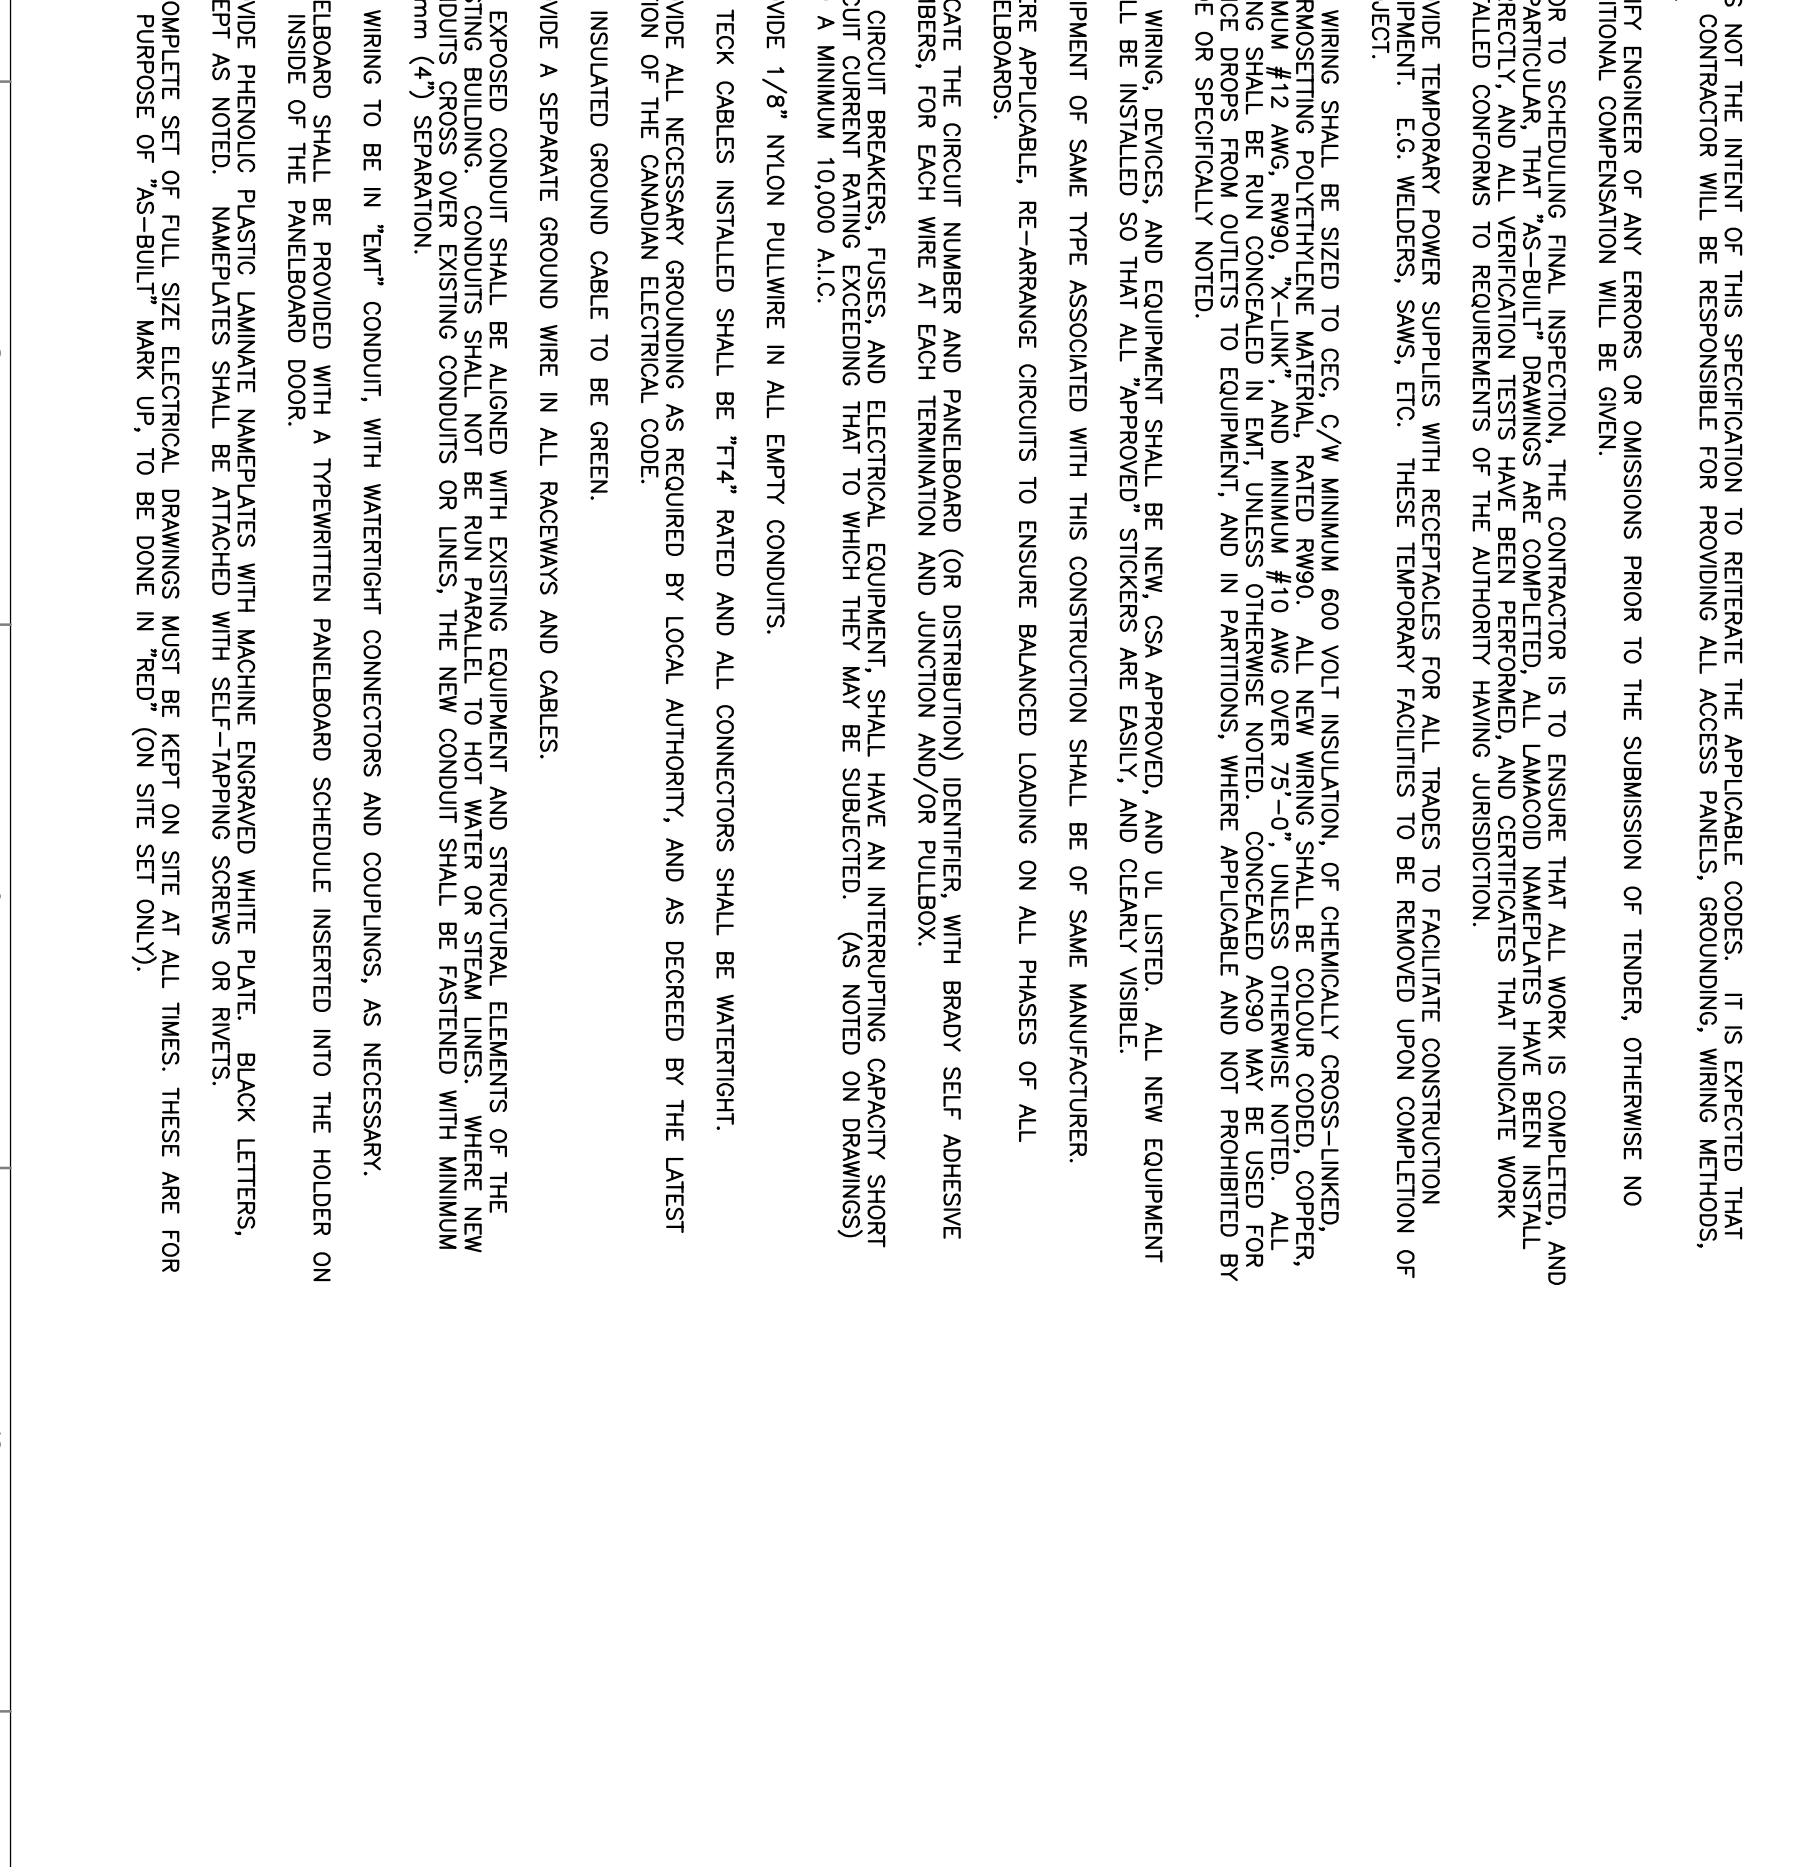 NOT THE INTENT OF THIS SPECIFICATION TO REITERATE THE APPLICABLE CODES. IT IS EXPECTED THAT
CONTRACTOR WILL BE RESPONSIBLE FOR PROVIDING ALL ACCESS PANELS, GROUNDING, WIRING METHODS,
IFY ENGINEER OF ANY ERRORS OR OMISSIONS PRIOR TO THE SUBMISSION OF TENDER, OTHERWISE NO
ITIONAL COMPENSATION WILL BE GIVEN.
OR TO SCHEDULING FINAL INSPECTION, THE CONTRACTOR IS TO ENSURE THAT ALL WORK IS COMPLETED, AND
PARTICULAR, THAT "AS-BUILT" DRAWINGS ARE COMPLETED, ALL LAMACOID NAMEPLATES HAVE BEEN INSTALL
RRECTLY, AND ALL VERIFICATION TESTS HAVE BEEN PERFORMED, AND CERTIFICATES THAT INDICATE WORK
TALLED CONFORMS TO REQUIREMENTS OF THE AUTHORITY HAVING JURISDICTION.
VIDE TEMPORARY POWER SUPPLIES WITH RECEPTACLES FOR ALL TRADES TO FACILITATE CONSTRUCTION
IPMENT. E.G. WELDERS, SAWS, ETC. THESE TEMPORARY FACILITIES TO BE REMOVED UPON COMPLETION OF
JECT.
WIRING SHALL BE SIZED TO CEC, C/W MINIMUM 600 VOLT INSULATION, OF CHEMICALLY CROSS-LINKED,
RMOSETTING POLYETHYLENE MATERIAL, RATED RW90. ALL NEW WIRING SHALL BE COLOUR CODED, COPPER,
MUM #12 AWG, RW90, "X-LINK", AND MINIMUM #10 AWG OVER 75'-0", UNLESS OTHERWISE NOTED. ALL
NG SHALL BE RUN CONCEALED IN EMT, UNLESS OTHERWISE NOTED. CONCEALED AC90 MAY BE USED FOR
ICE DROPS FROM OUTLETS TO EQUIPMENT, AND IN PARTITIONS, WHERE APPLICABLE AND NOT PROHIBITED BY
DE OR SPECIFICALLY NOTED.
WIRING, DEVICES, AND EQUIPMENT SHALL BE NEW, CSA APPROVED, AND UL LISTED. ALL NEW EQUIPMENT
LL BE INSTALLED SO THAT ALL "APPROVED" STICKERS ARE EASILY, AND CLEARLY VISIBLE.
IPMENT OF SAME TYPE ASSOCIATED WITH THIS CONSTRUCTION SHALL BE OF SAME MANUFACTURER.
ERE APPLICABLE, RE-ARRANGE CIRCUITS TO ENSURE BALANCED LOADING ON ALL PHASES OF ALL
ELBOARDS.
CATE THE CIRCUIT NUMBER AND PANELBOARD (OR DISTRIBUTION) IDENTIFIER, WITH BRADY SELF ADHESIVE
MBERS, FOR EACH WIRE AT EACH TERMINATION AND JUNCTION AND/OR PULLBOX.
CIRCUIT BREAKERS, FUSES, AND ELECTRICAL EQUIPMENT, SHALL HAVE AN INTERRUPTING CAPACITY SHORT
CUIT CURRENT RATING EXCEEDING THAT TO WHICH THEY MAY BE SUBJECTED. (AS NOTED ON DRAWINGS)
A MINIMUM 10,000 A.I.C.
VIDE 1/8" NYLON PULLWIRE IN ALL EMPTY CONDUITS.
TECK CABLES INSTALLED SHALL BE "FT4" RATED AND ALL CONNECTORS SHALL BE WATERTIGHT.
VIDE ALL NECESSARY GROUNDING AS REQUIRED BY LOCAL AUTHORITY, AND AS DECREED BY THE LATEST
TION OF THE CANADIAN ELECTRICAL CODE.
INSULATED GROUND CABLE TO BE GREEN.
VIDE A SEPARATE GROUND WIRE IN ALL RACEWAYS AND CABLES.
EXPOSED CONDUIT SHALL BE ALIGNED WITH EXISTING EQUIPMENT AND STRUCTURAL ELEMENTS OF THE
STING BUILDING. CONDUITS SHALL NOT BE RUN PARALLEL TO HOT WATER OR STEAM LINES. WHERE NEW
NDUITS CROSS OVER EXISTING CONDUITS OR LINES, THE NEW CONDUIT SHALL BE FASTENED WITH MINIMUM
mm (4") SEPARATION.
WIRING TO BE IN "EMT" CONDUIT, WITH WATERTIGHT CONNECTORS AND COUPLINGS, AS NECESSARY.
ELBOARD SHALL BE PROVIDED WITH A TYPEWRITTEN PANELBOARD SCHEDULE INSERTED INTO THE HOLDER ON
INSIDE OF THE PANELBOARD DOOR.
VIDE PHENOLIC PLASTIC LAMINATE NAMEPLATES WITH MACHINE ENGRAVED WHITE PLATE. BLACK LETTERS,
EPT AS NOTED. NAMEPLATES SHALL BE ATTACHED WITH SELF-TAPPING SCREWS OR RIVETS.
OMPLETE SET OF FULL SIZE ELECTRICAL DRAWINGS MUST BE KEPT ON SITE AT ALL TIMES. THESE ARE FOR
PURPOSE OF "AS-BUILT" MARK UP, TO BE DONE IN "RED" (ON SITE SET ONLY).